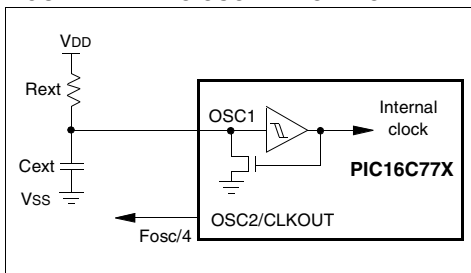 VDD
Rext
OSC1
Internal
clock
Cext
PIC16C77X
VSS
OSC2/CLKOUT
Fosc/4